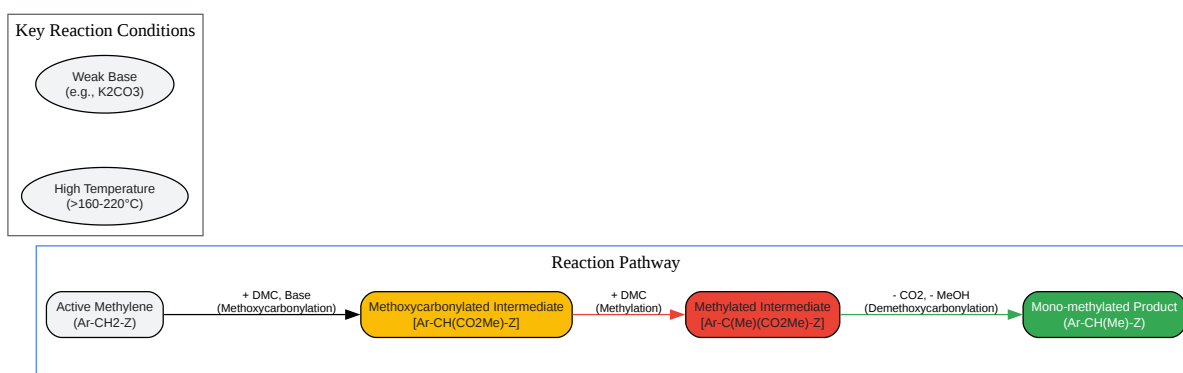 Key Reaction Conditions
Weak Base
(e.g., K2CO3)
High Temperature
(>160-220°C)
Reaction Pathway
Active Methylene
(Ar-CH2-Z)
+ DMC, Base
(Methoxycarbonylation)
Methoxycarbonylated Intermediate
[Ar-CH(CO2Me)-Z]
+ DMC
(Methylation)
Methylated Intermediate
[Ar-C(Me)(CO2Me)-Z]
- CO2, - MeOH
(Demethoxycarbonylation)
Mono-methylated Product
(Ar-CH(Me)-Z)